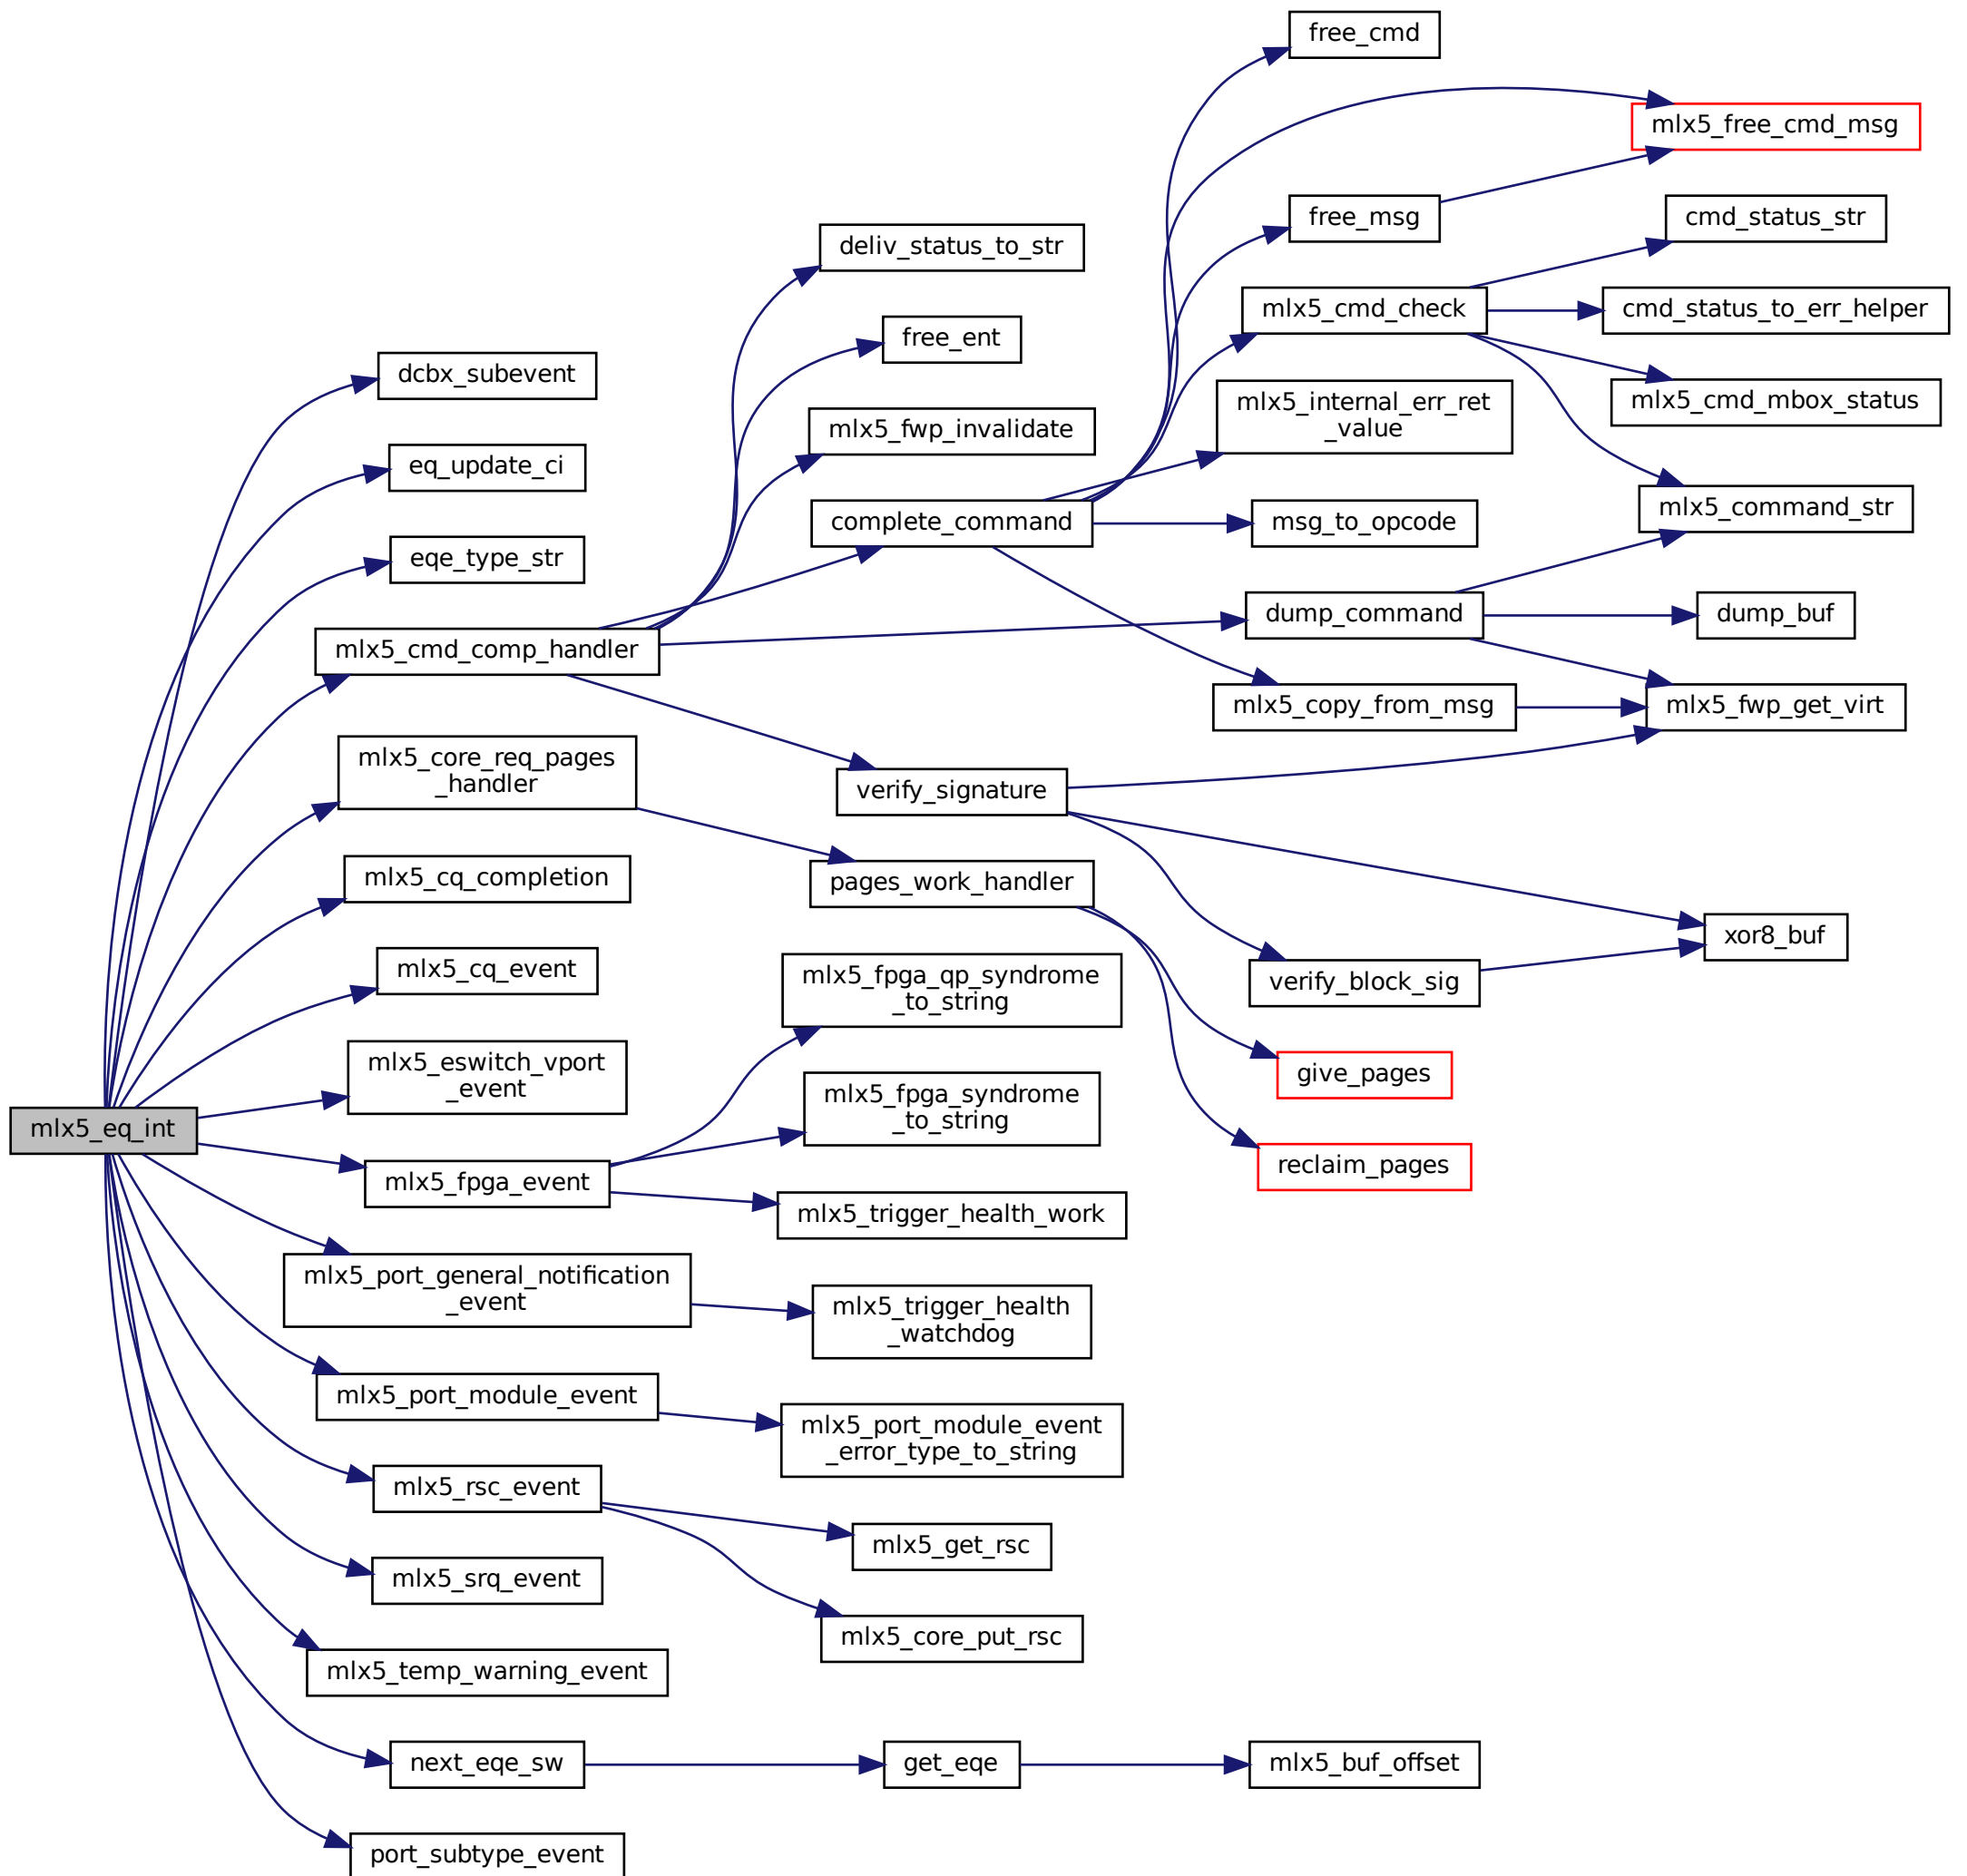 free_cmd
mlx5_free_cmd_msg
free_msg
cmd_status_str
deliv_status_to_str
mlx5_cmd_check
cmd_status_to_err_helper
free_ent
dcbx_subevent
mlx5_internal_err_ret
_value
mlx5_cmd_mbox_status
mlx5_fwp_invalidate
eq_update_ci
mlx5_command_str
complete_command
msg_to_opcode
eqe_type_str
dump_command
dump_buf
mlx5_cmd_comp_handler
mlx5_copy_from_msg
mlx5_fwp_get_virt
mlx5_core_req_pages
_handler
verify_signature
mlx5_cq_completion
pages_work_handler
xor8_buf
mlx5_cq_event
mlx5_fpga_qp_syndrome
_to_string
verify_block_sig
mlx5_eswitch_vport
_event
give_pages
mlx5_eq_int
mlx5_fpga_syndrome
_to_string
reclaim_pages
mlx5_fpga_event
mlx5_trigger_health_work
mlx5_port_general_notification
_event
mlx5_trigger_health
_watchdog
mlx5_port_module_event
mlx5_port_module_event
_error_type_to_string
mlx5_rsc_event
mlx5_get_rsc
mlx5_srq_event
mlx5_core_put_rsc
mlx5_temp_warning_event
next_eqe_sw
get_eqe
mlx5_buf_offset
port_subtype_event